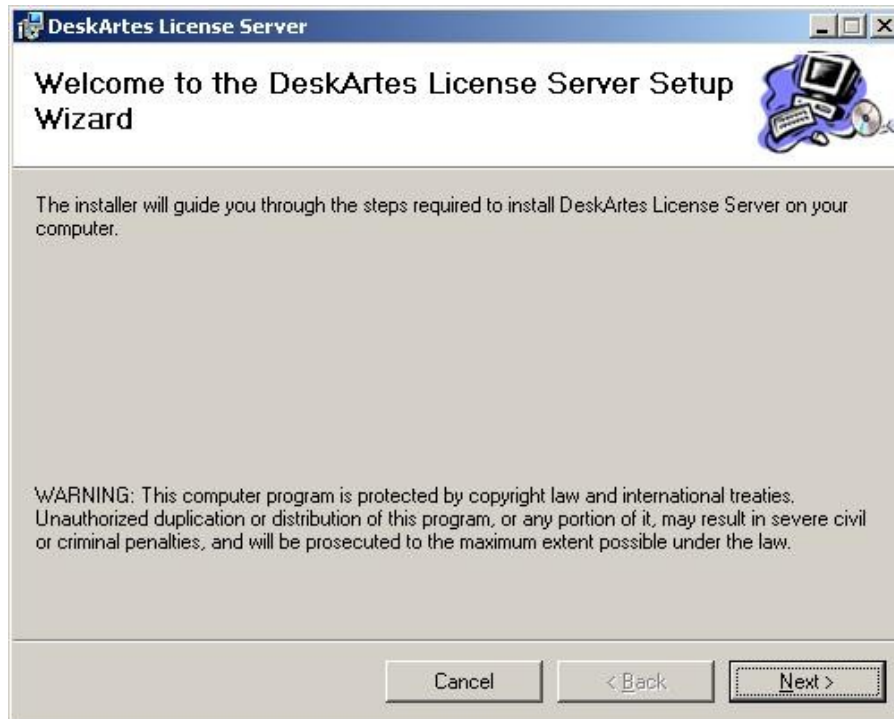 DeskArtes License Server
Welcome to the DeskArtes License Server Setup
Wizard
The installer will guide you through the steps required to install DeskArtes License Server on your
computer.
WARNING: This computer program is protected by copyright law and international treaties.
Unauthorized duplication or distribution of this program, or any portion of it, may result in severe civil
or criminal penalties, and will be prosecuted to the maximum extent possible under the law.
Cancel
< Back
Next >